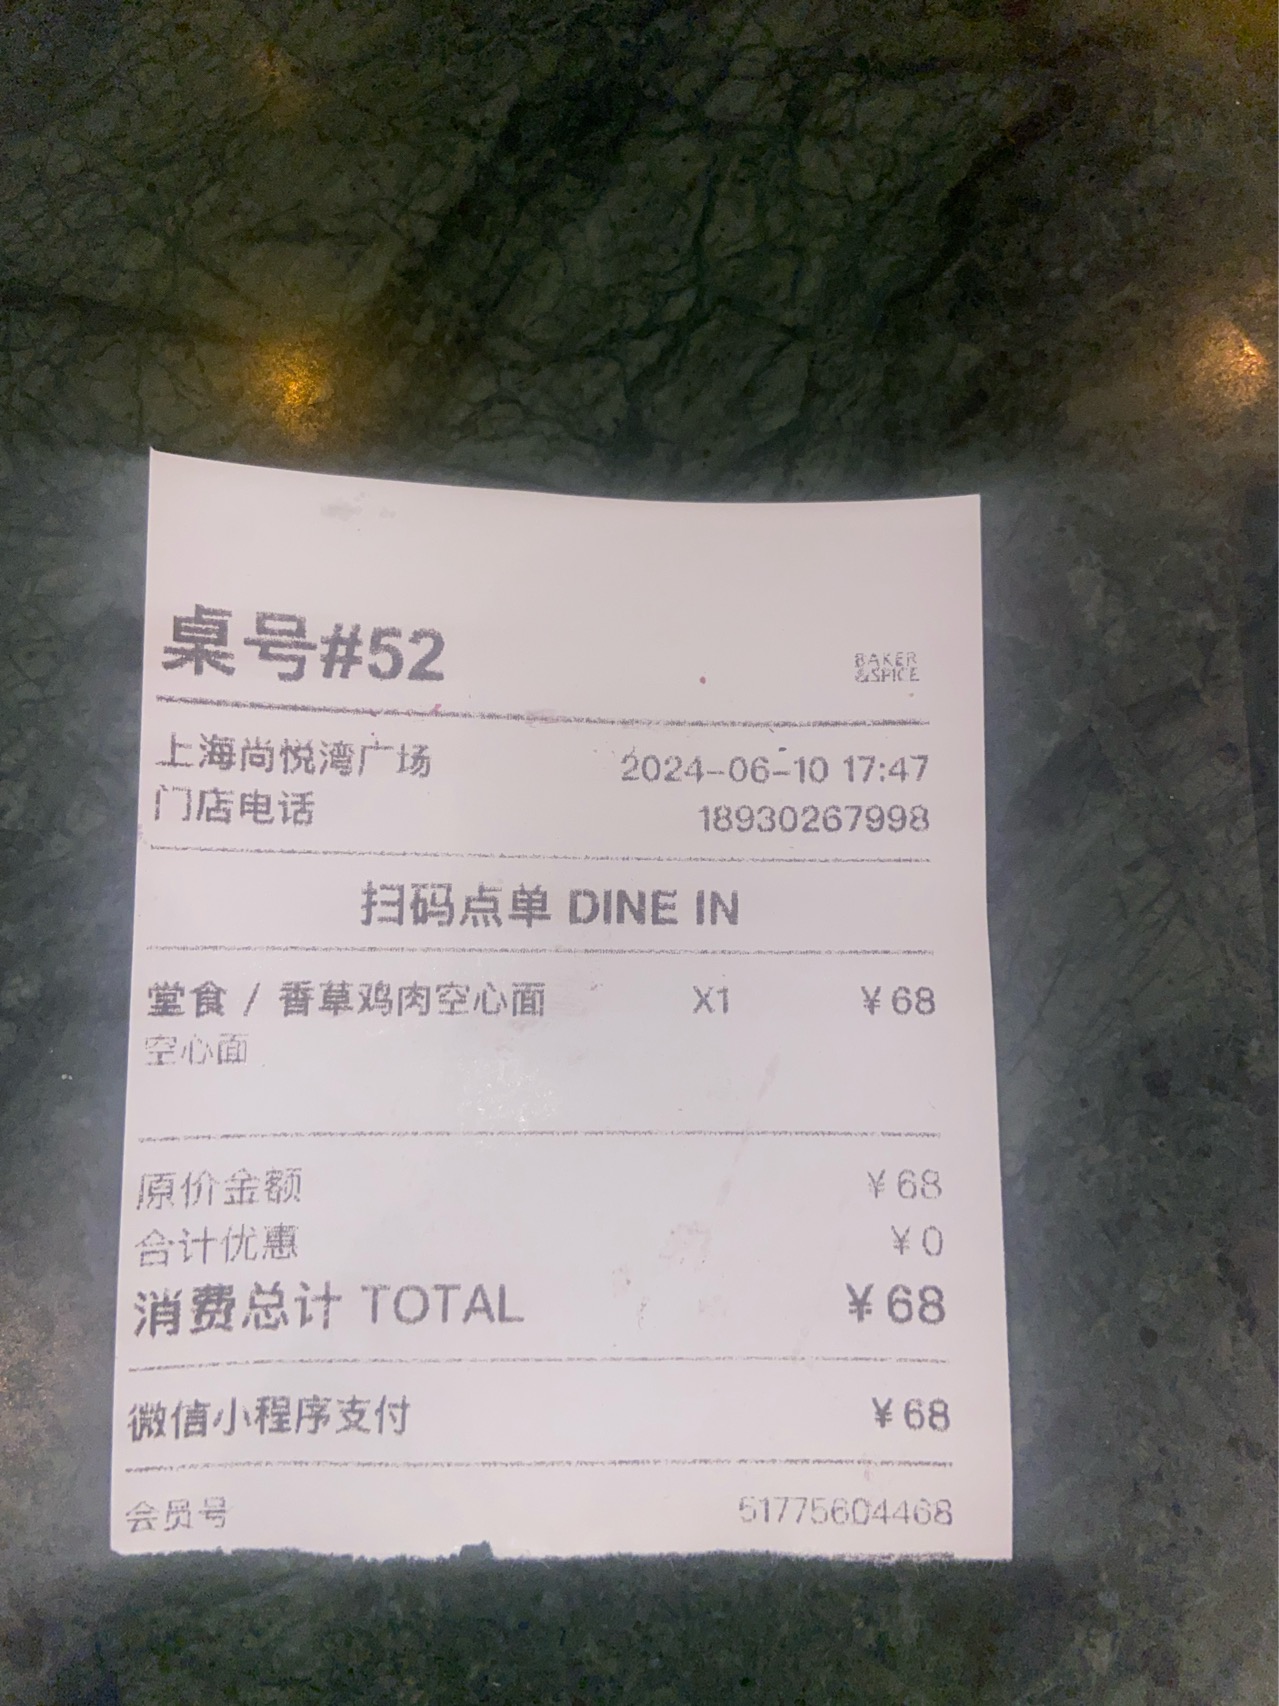 桌号#52
BAKER
&SPICE
上海尚悦湾广场 2024-06-10 17:47
门店电话 18930267998
扫码点单 DINE IN
堂食 / 香草鸡肉空心面 X1 ¥68
空心面
原价金额 ¥68
合计优惠 ¥0
消费总计 TOTAL ¥68
微信小程序支付 ¥68
会员号 51775604468